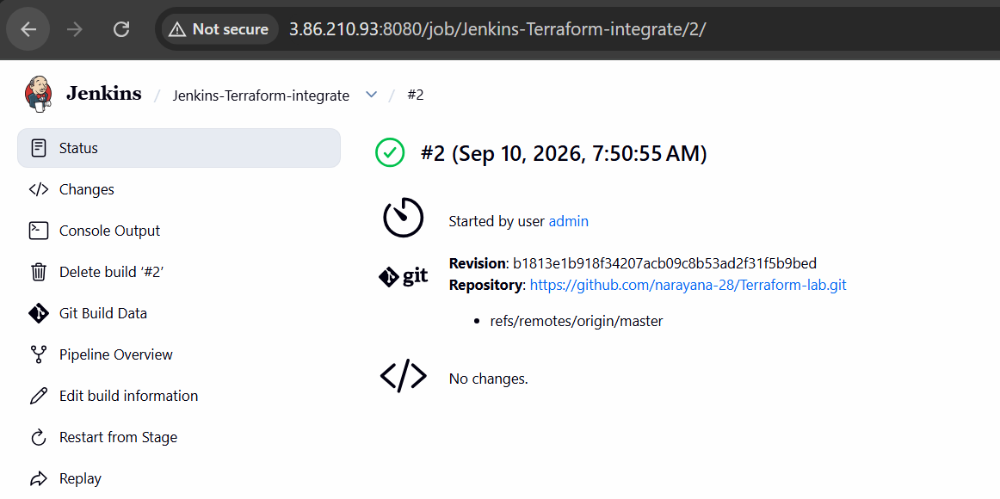 Not secure 3.86.210.93:8080/job/Jenkins-Terraform-integrate/2/
Jenkins / Jenkins-Terraform-integrate / #2
Status
Changes
Console Output
Delete build ‘#2’
Git Build Data
Pipeline Overview
Edit build information
Restart from Stage
Replay
#2 (Sep 10, 2026, 7:50:55 AM)
Started by user admin
git
Revision: b1813e1b918f34207acb09c8b53ad2f31f5b9bed
Repository: https://github.com/narayana-28/Terraform-lab.git
• refs/remotes/origin/master
No changes.